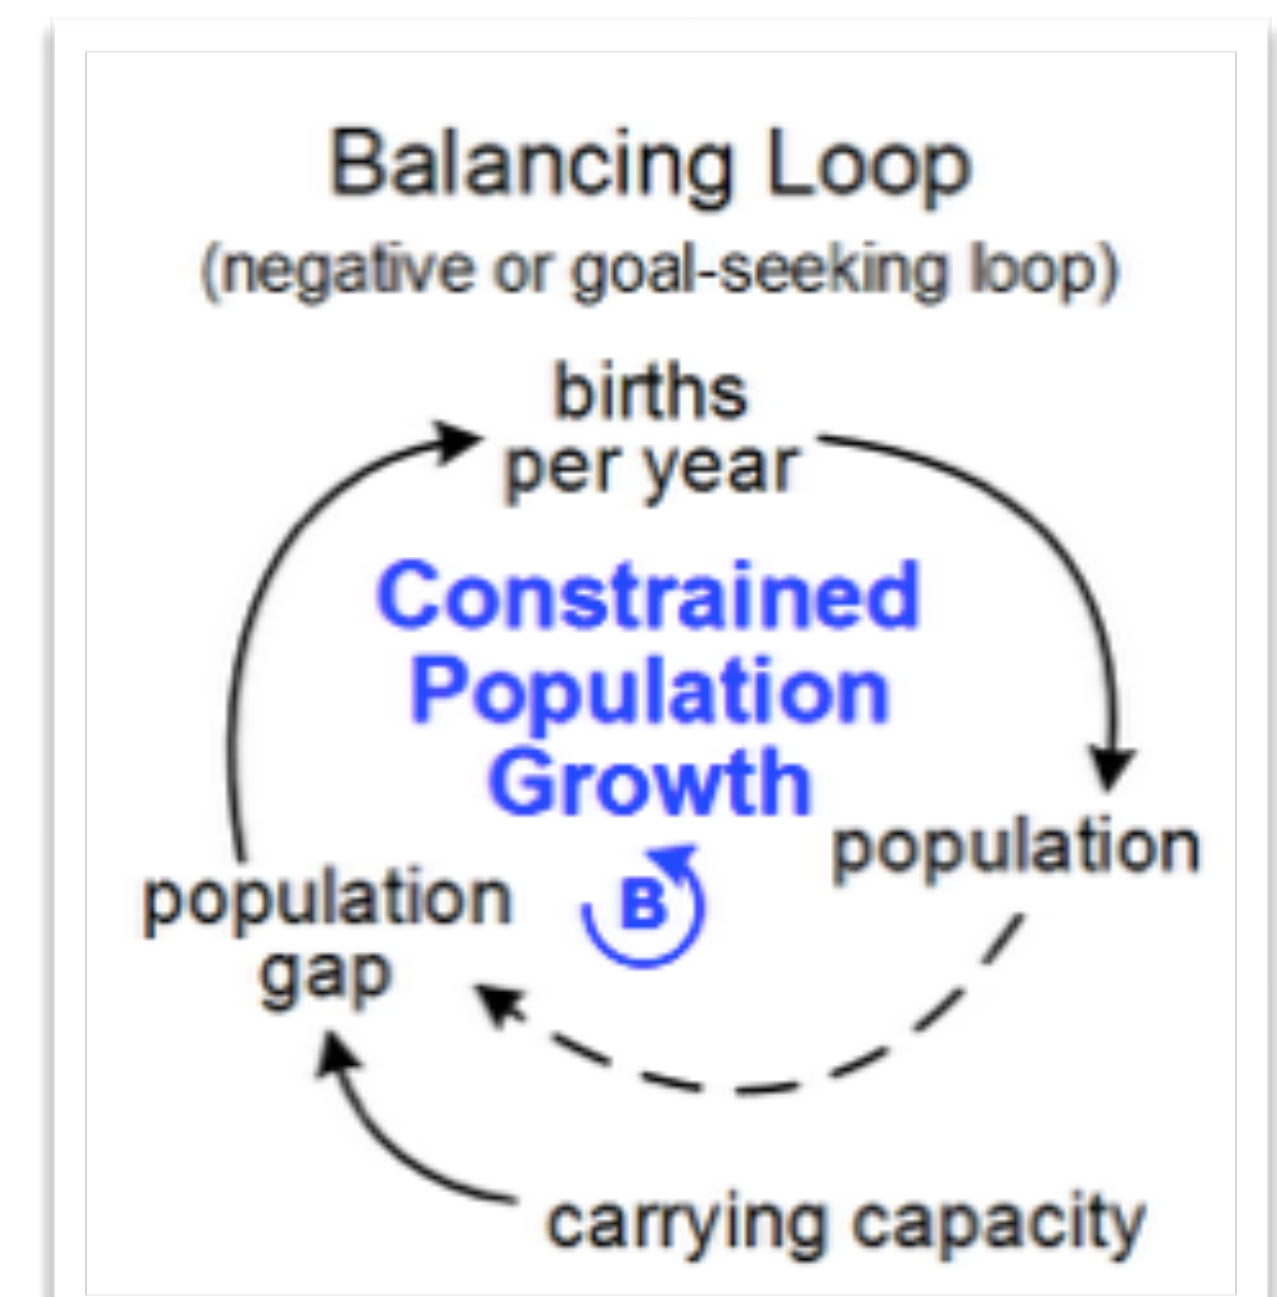 Balancing Loop
(negative or goal-seeking loop)
births
per year
Constrained
Population
Growth
population
population
gap
B
carrying capacity